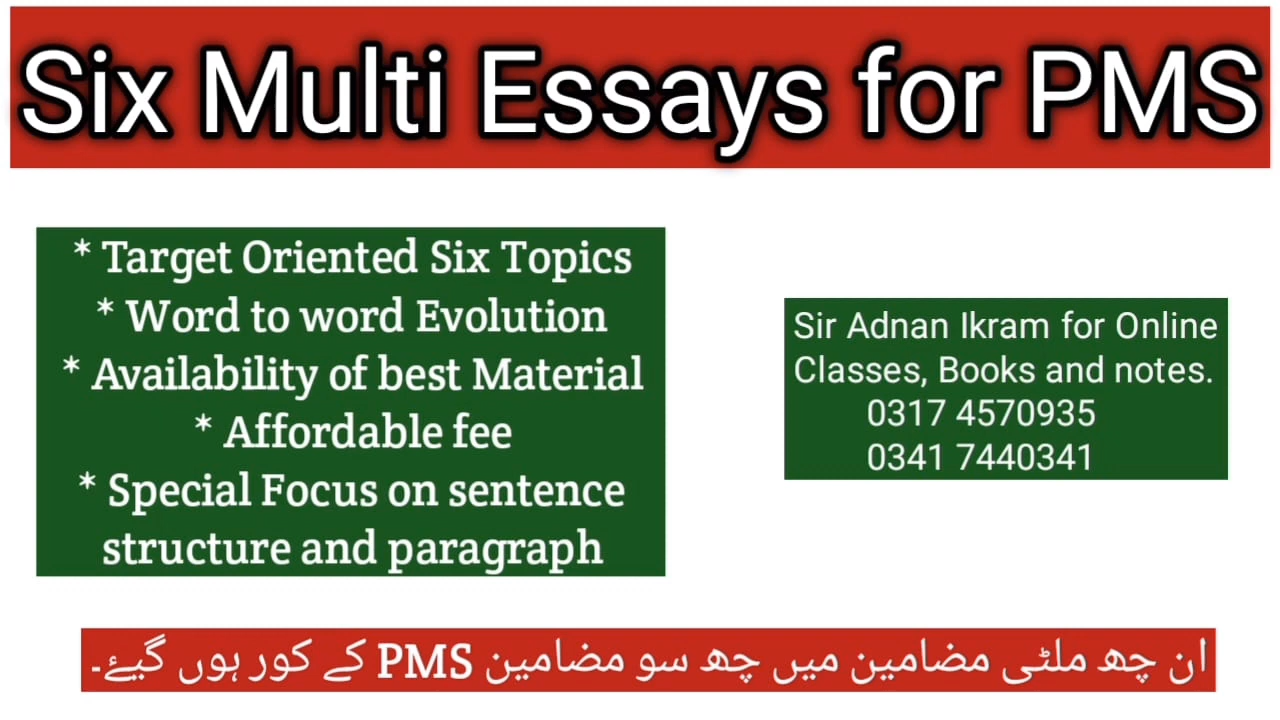 Six Multi Essays for PMS
* Target Oriented Six Topics
* Word to word Evolution
* Availability of best Material
* Affordable fee
* Special Focus on sentence
structure and paragraph
Sir Adnan Ikram for Online
Classes, Books and notes.
0317 4570935
0341 7440341
ان چھ ملٹی مضامین میں چھ سو مضامین PMS کے کور ہوں گیۓ۔